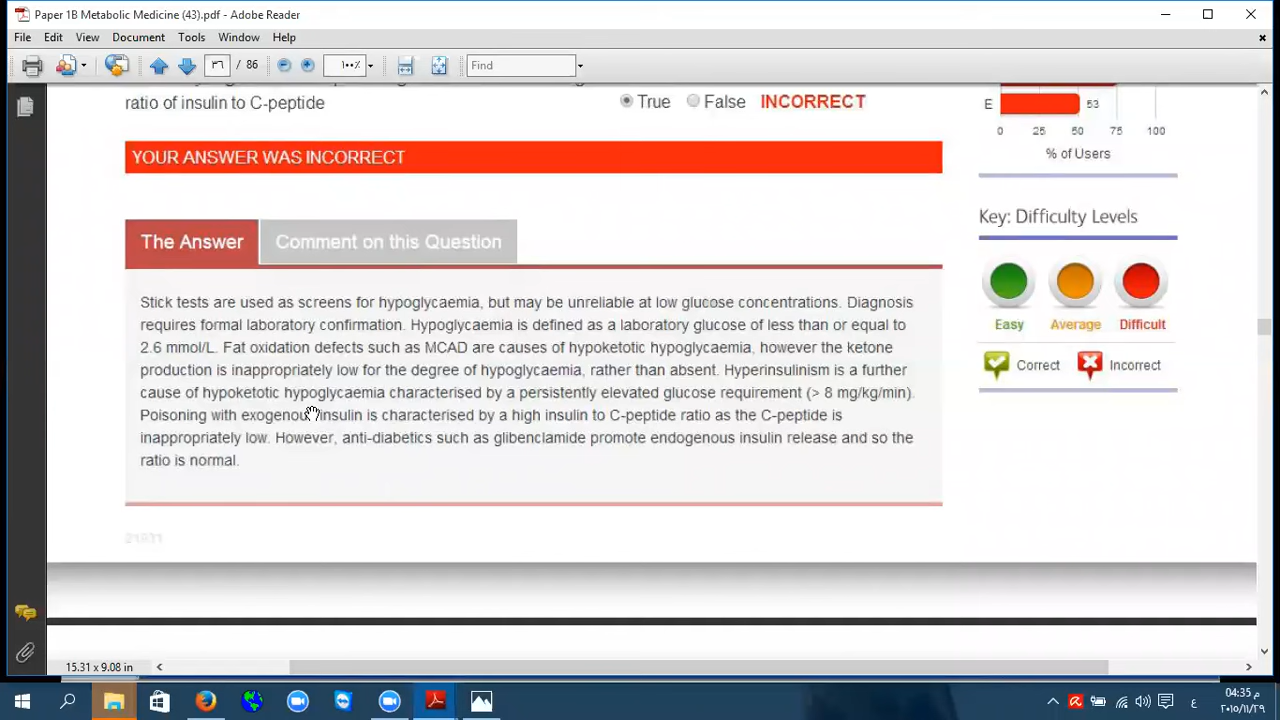 Paper 1B Metabolic Medicine (43).pdf - Adobe Reader
File Edit View Document Tools Window Help
٣٦ / 86 ١٠٠٪ Find
ratio of insulin to C-peptide
True False INCORRECT
E 53
0 25 50 75 100
% of Users
YOUR ANSWER WAS INCORRECT
Key: Difficulty Levels
The Answer Comment on this Question
Easy Average Difficult
Correct Incorrect
Stick tests are used as screens for hypoglycaemia, but may be unreliable at low glucose concentrations. Diagnosis
requires formal laboratory confirmation. Hypoglycaemia is defined as a laboratory glucose of less than or equal to
2.6 mmol/L. Fat oxidation defects such as MCAD are causes of hypoketotic hypoglycaemia, however the ketone
production is inappropriately low for the degree of hypoglycaemia, rather than absent. Hyperinsulinism is a further
cause of hypoketotic hypoglycaemia characterised by a persistently elevated glucose requirement (> 8 mg/kg/min).
Poisoning with exogenous insulin is characterised by a high insulin to C-peptide ratio as the C-peptide is
inappropriately low. However, anti-diabetics such as glibenclamide promote endogenous insulin release and so the
ratio is normal.
15.31 x 9.08 in
ع
04:35 م
٢٠١٥/١١/٢٩